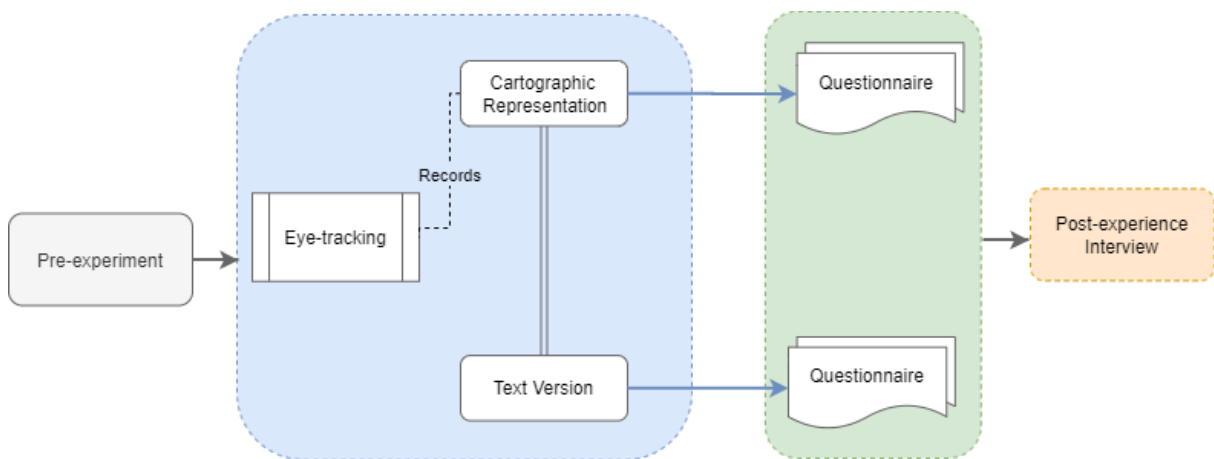 Pre-experiment
Eye-tracking
Records
Cartographic
Representation
Text Version
Questionnaire
Questionnaire
Post-experience
Interview